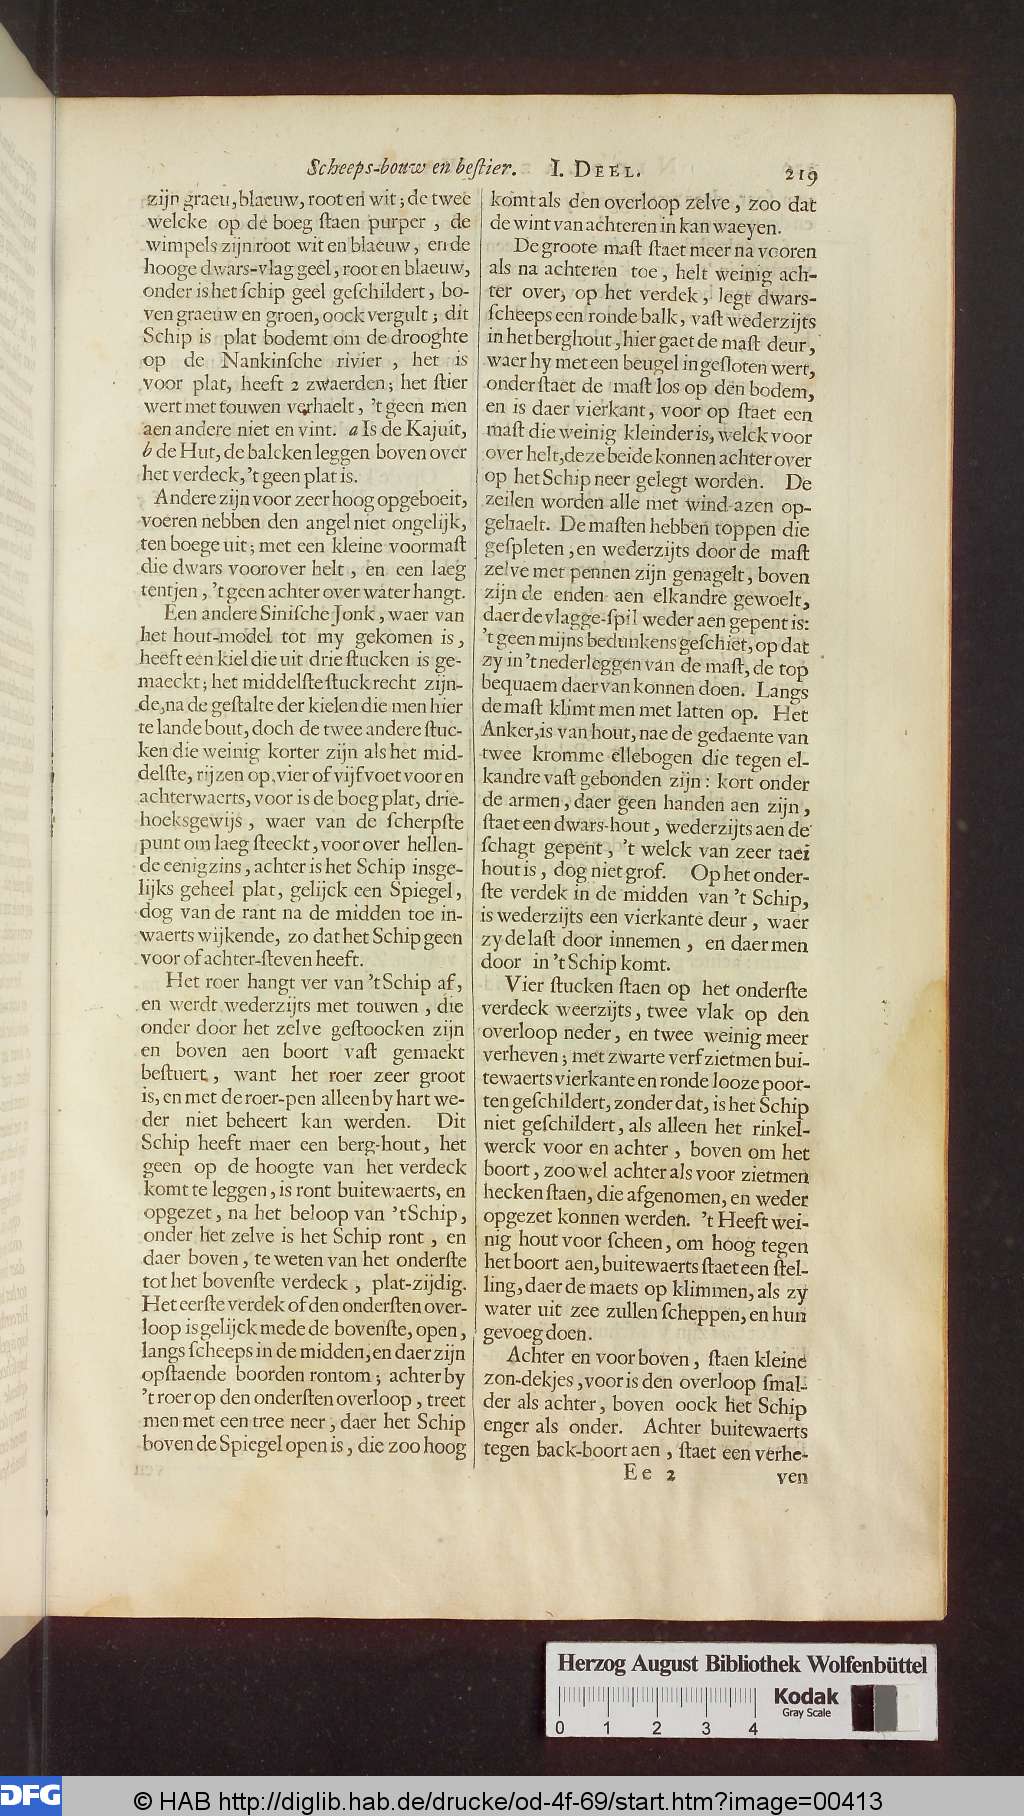 Scheeps-bouw en beſtier. I. DEEL. 219
zijn graeu, blaeuw, root en wit; de twee
welcke op de boeg ſtaen purper, de
wimpels zijn root wit en blaeuw, en de
hooge dwars-vlag geel, root en blaeuw,
onder is het ſchip geel geſchildert, bo-
ven graeuw en groen, oock vergult; dit
Schip is plat bodemt om de drooghte
op de Nankinſche rivier, het is
voor plat, heeft 2 zwaerden; het ſtier
wert met touwen verhaelt, 't geen men
aen andere niet en vint. a Is de Kajuit,
b de Hut, de balcken leggen boven over
het verdeck, 't geen plat is.
Andere zijn voor zeer hoog opgeboeit,
voeren nebben den angel niet ongelijk,
ten boege uit; met een kleine voormaſt
die dwars voorover helt, en een laeg
tentjen, 't geen achter over water hangt.
Een andere Siniſche Jonk, waer van
het hout-model tot my gekomen is,
heeft een kiel die uit drie ſtucken is ge-
maeckt; het middelſte ſtuck recht zijn-
de, na de geſtalte der kielen die men hier
te lande bout, doch de twee andere ſtuc-
ken die weinig korter zijn als het mid-
delſte, rijzen op, vier of vijf voet voor en
achterwaerts, voor is de boeg plat, drie-
hoeksgewijs, waer van de ſcherpſte
punt om laeg ſteeckt, voor over hellen-
de eenigzins, achter is het Schip insge-
lijks geheel plat, gelijck een Spiegel,
dog van de rant na de midden toe in-
waerts wijkende, zo dat het Schip geen
voor of achter-ſteven heeft.
Het roer hangt ver van 't Schip af,
en werdt wederzijts met touwen, die
onder door het zelve geſtoocken zijn
en boven aen boort vaſt gemaekt
beſtuert, want het roer zeer groot
is, en met de roer-pen alleen by hart we-
der niet beheert kan werden. Dit
Schip heeft maer een berg-hout, het
geen op de hoogte van het verdeck
komt te leggen, is ront buitewaerts, en
opgezet, na het beloop van 't Schip,
onder het zelve is het Schip ront, en
daer boven, te weten van het onderſte
tot het bovenſte verdeck, plat-zijdig.
Het eerſte verdek of den onderſten over-
loop is gelijck mede de bovenſte, open,
langs ſcheeps in de midden, en daer zijn
opſtaende boorden rontom; achter by
't roer op den onderſten overloop, treet
men met een tree neer, daer het Schip
boven de Spiegel open is, die zoo hoog
komt als den overloop zelve, zoo dat
de wint van achteren in kan waeyen.
De groote maſt ſtaet meer na vooren
als na achteren toe, helt weinig ach-
ter over, op het verdek, legt dwars-
ſcheeps een ronde balk, vaſt wederzijts
in het berghout, hier gaet de maſt deur,
waer hy met een beugel in geſloten wert,
onder ſtaet de maſt los op den bodem,
en is daer vierkant, voor op ſtaet een
maſt die weinig kleinder is, welck voor
over helt, deze beide konnen achter over
op het Schip neer gelegt worden. De
zeilen worden alle met wind-azen op-
gehaelt. De maſten hebben toppen die
geſpleten, en wederzijts door de maſt
zelve met pennen zijn genagelt, boven
zijn de enden aen elkandre gewoelt,
daer de vlagge-ſpil weder aen gepent is:
't geen mijns bedunkens geſchiet, op dat
zy in 't nederleggen van de maſt, de top
bequaem daer van konnen doen. Langs
de maſt klimt men met latten op. Het
Anker, is van hout, nae de gedaente van
twee kromme ellebogen die tegen el-
kandre vaſt gebonden zijn: kort onder
de armen, daer geen handen aen zijn,
ſtaet een dwars-hout, wederzijts aen de
ſchagt gepent, 't welck van zeer taei
hout is, dog niet grof. Op het onder-
ſte verdek in de midden van 't Schip,
is wederzijts een vierkante deur, waer
zy de laſt door innemen, en daer men
door in 't Schip komt.
Vier ſtucken ſtaen op het onderſte
verdeck weerzijts, twee vlak op den
overloop neder, en twee weinig meer
verheven; met zwarte verf ziet men bui-
tewaerts vierkante en ronde looze poor-
ten geſchildert, zonder dat, is het Schip
niet geſchildert, als alleen het rinkel-
werck voor en achter, boven om het
boort, zoo wel achter als voor ziet men
hecken ſtaen, die afgenomen, en weder
opgezet konnen werden. 't Heeft wei-
nig hout voor ſcheen, om hoog tegen
het boort aen, buitewaerts ſtaet een ſtel-
ling, daer de maets op klimmen, als zy
water uit zee zullen ſcheppen, en hun
gevoeg doen.
Achter en voor boven, ſtaen kleine
zon-dekjes, voor is den overloop ſmal-
der als achter, boven oock het Schip
enger als onder. Achter buitewaerts
tegen back-boort aen, ſtaet een verhe-
Ee 2 ven
Herzog August Bibliothek Wolfenbüttel
Kodak
Gray Scale
0 1 2 3 4
DFG © HAB http://diglib.hab.de/drucke/od-4f-69/start.htm?image=00413